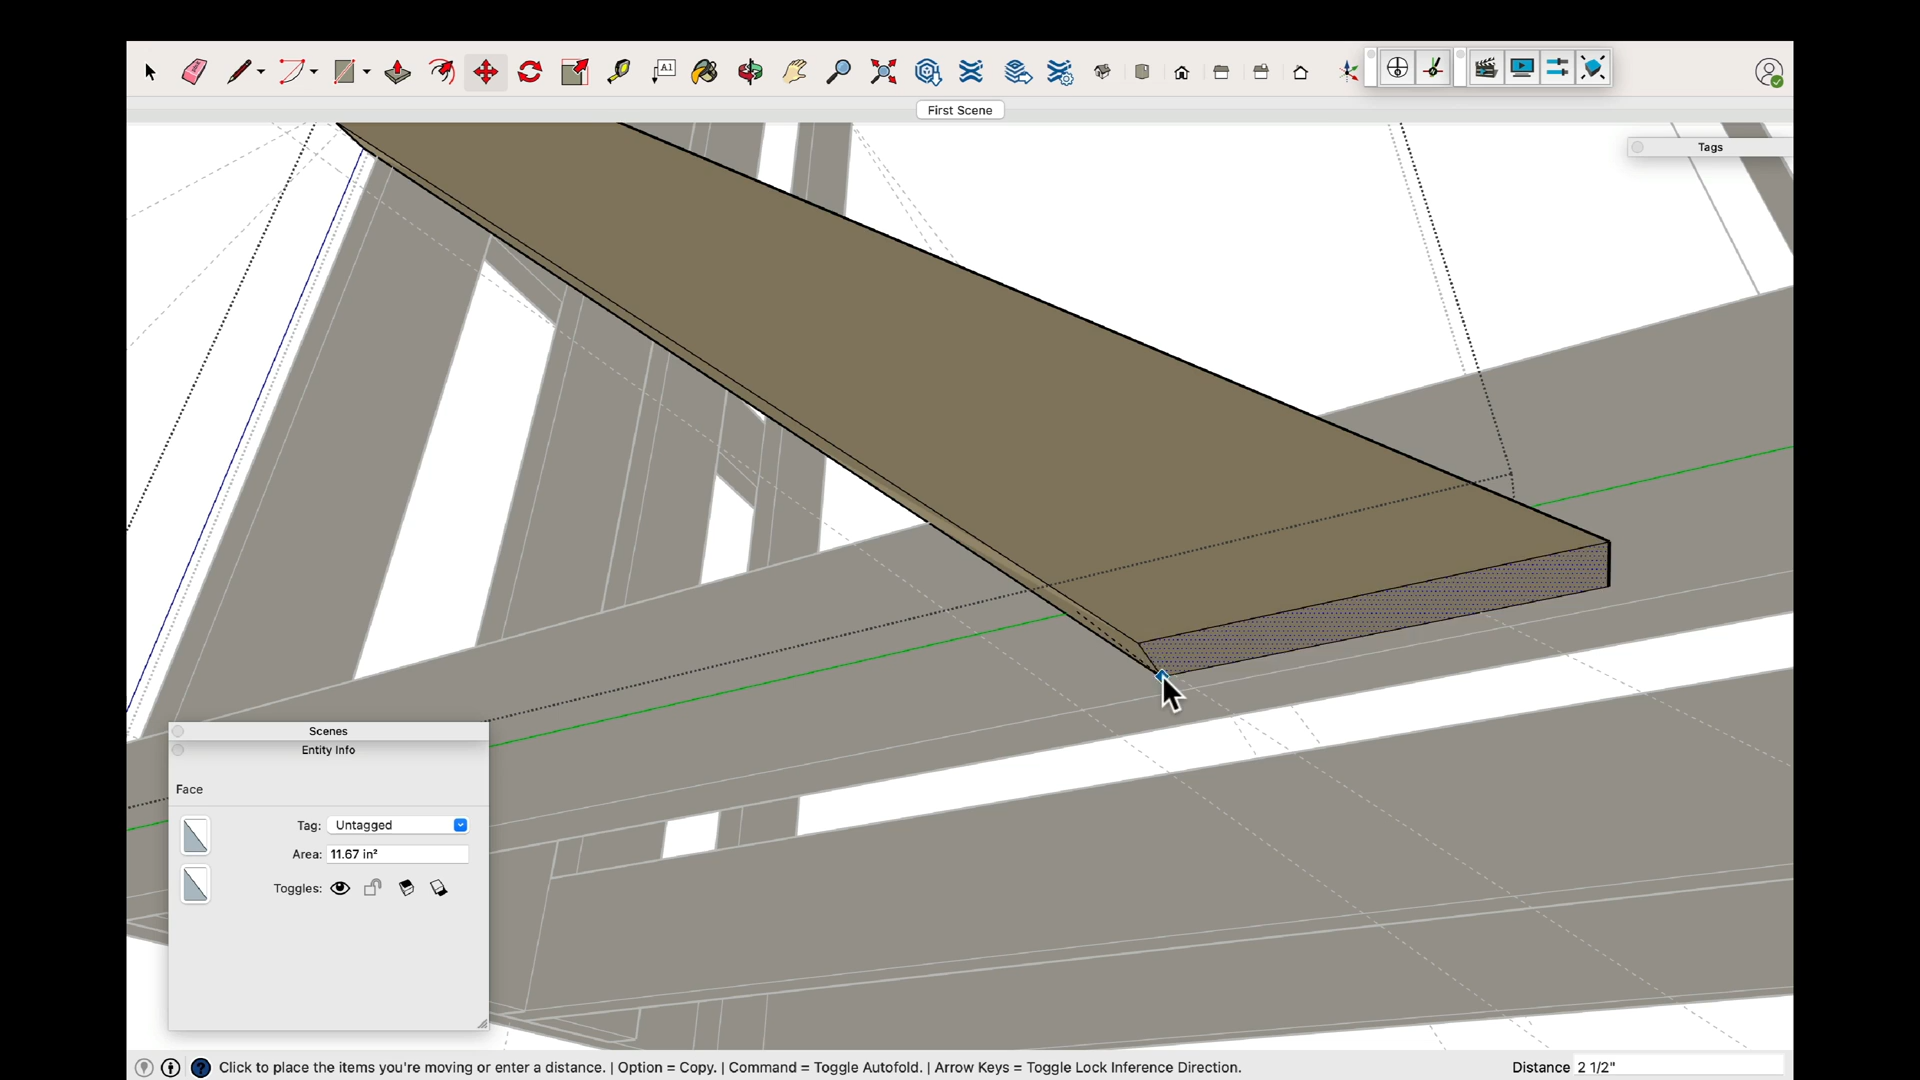 A1
First Scene
Tags
Scenes
Entity Info
Face
Tag: Untagged
Area: 11.67 in²
Toggles:
Click to place the items you're moving or enter a distance. | Option = Copy. | Command = Toggle Autofold. | Arrow Keys = Toggle Lock Inference Direction.
Distance 2 1/2"